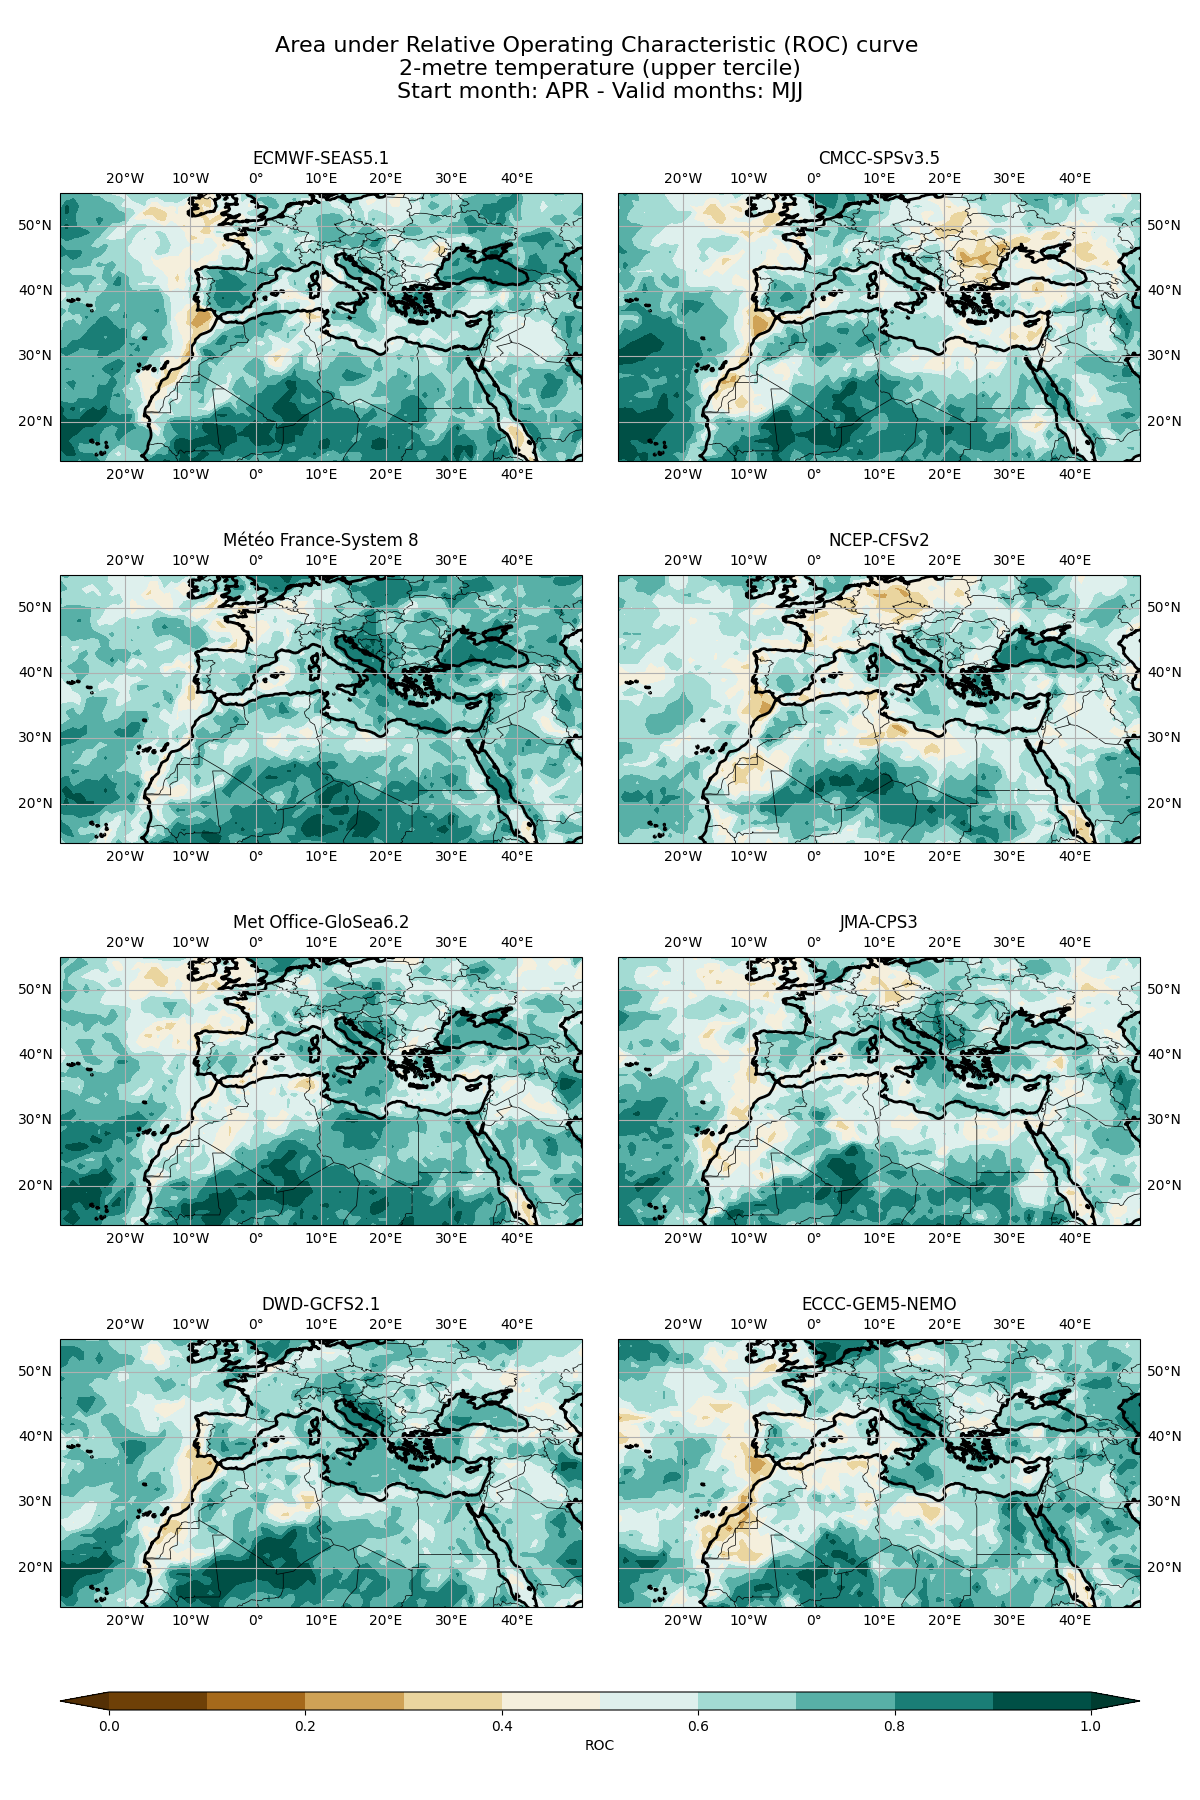 Area under Relative Operating Characteristic (ROC) curve
2-metre temperature (upper tercile)
Start month: APR - Valid months: MJJ
ECMWF-SEAS5.1
20°W 10°W 0° 10°E 20°E 30°E 40°E
50°N
40°N
30°N
20°N
20°W 10°W 0° 10°E 20°E 30°E 40°E
CMCC-SPSv3.5
20°W 10°W 0° 10°E 20°E 30°E 40°E
50°N
40°N
30°N
20°N
20°W 10°W 0° 10°E 20°E 30°E 40°E
Météo France-System 8
20°W 10°W 0° 10°E 20°E 30°E 40°E
50°N
40°N
30°N
20°N
20°W 10°W 0° 10°E 20°E 30°E 40°E
NCEP-CFSv2
20°W 10°W 0° 10°E 20°E 30°E 40°E
50°N
40°N
30°N
20°N
20°W 10°W 0° 10°E 20°E 30°E 40°E
Met Office-GloSea6.2
20°W 10°W 0° 10°E 20°E 30°E 40°E
50°N
40°N
30°N
20°N
20°W 10°W 0° 10°E 20°E 30°E 40°E
JMA-CPS3
20°W 10°W 0° 10°E 20°E 30°E 40°E
50°N
40°N
30°N
20°N
20°W 10°W 0° 10°E 20°E 30°E 40°E
DWD-GCFS2.1
20°W 10°W 0° 10°E 20°E 30°E 40°E
50°N
40°N
30°N
20°N
20°W 10°W 0° 10°E 20°E 30°E 40°E
ECCC-GEM5-NEMO
20°W 10°W 0° 10°E 20°E 30°E 40°E
50°N
40°N
30°N
20°N
20°W 10°W 0° 10°E 20°E 30°E 40°E
0.0 0.2 0.4 0.6 0.8 1.0
ROC